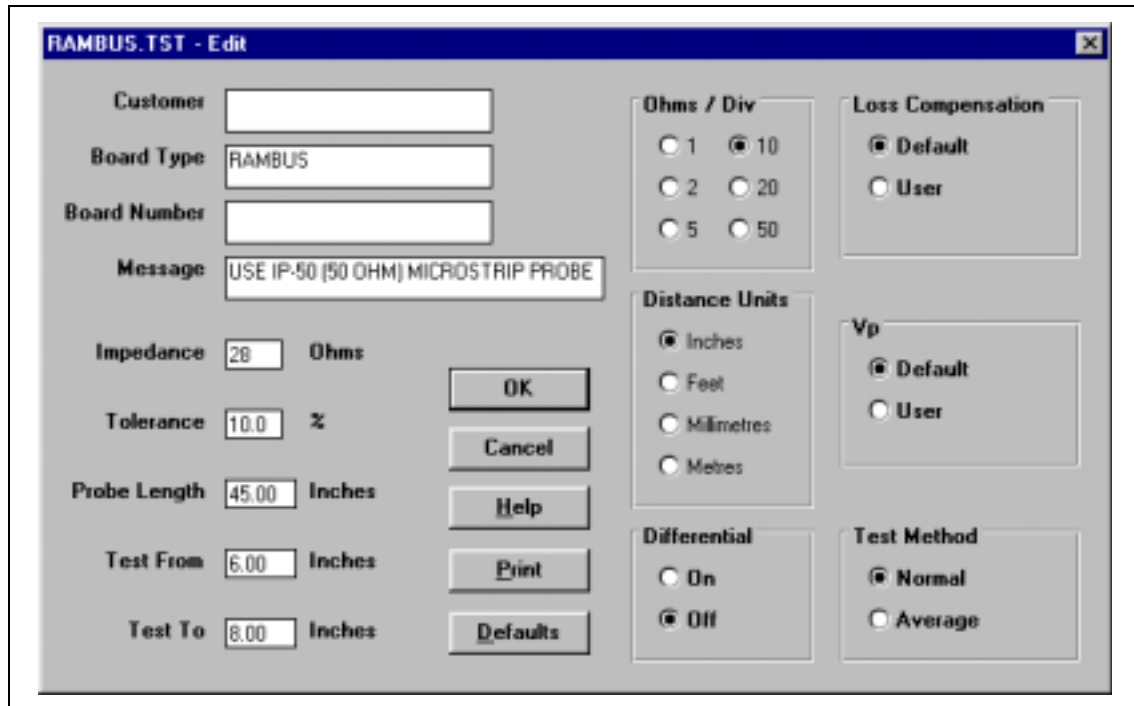 RAMBUS.TST - Edit
Customer
Board Type RAMBUS
Board Number
Message USE IP-50 (50 OHM) MICROSTRIP PROBE
Impedance 28 Ohms
Tolerance 10.0 %
Probe Length 45.00 Inches
Test From 6.00 Inches
Test To 8.00 Inches
OK
Cancel
Help
Print
Defaults
Ohms / Div
1 10
2 20
5 50
Distance Units
Inches
Feet
Millimetres
Metres
Differential
On
Off
Loss Compensation
Default
User
Vp
Default
User
Test Method
Normal
Average